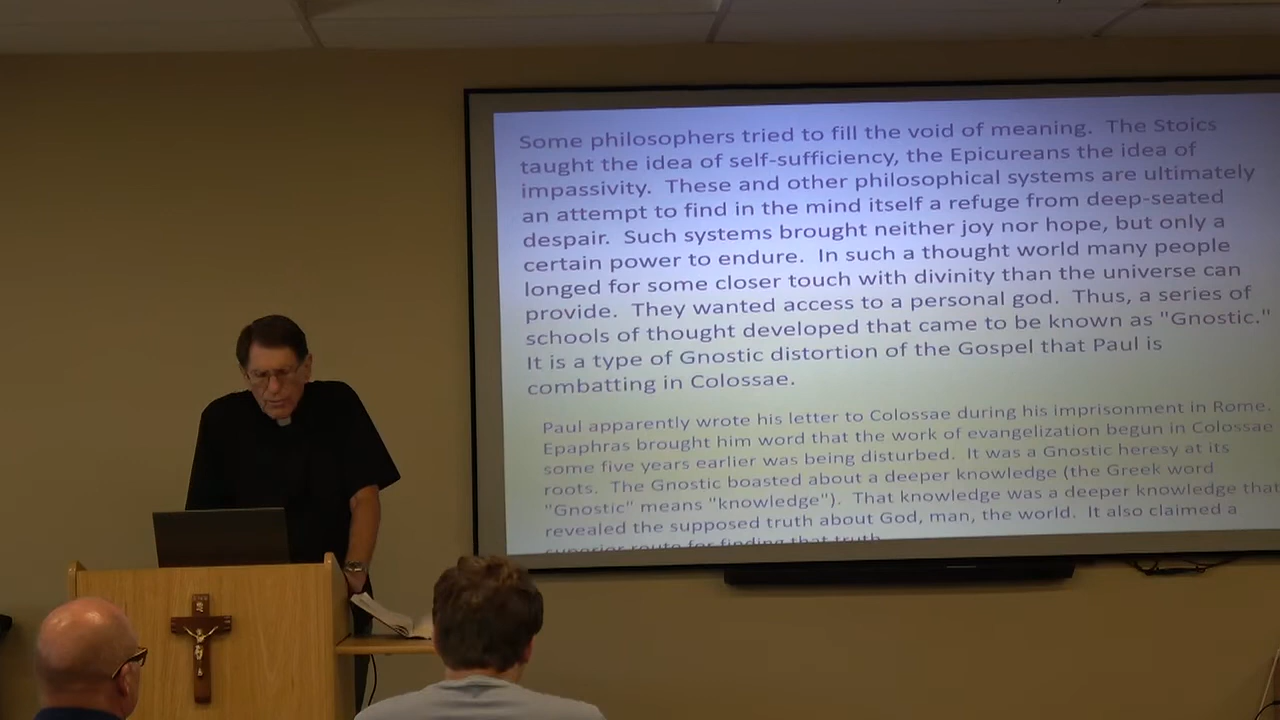 Some philosophers tried to fill the void of meaning. The Stoics
taught the idea of self-sufficiency, the Epicureans the idea of
impassivity. These and other philosophical systems are ultimately
an attempt to find in the mind itself a refuge from deep-seated
despair. Such systems brought neither joy nor hope, but only a
certain power to endure. In such a thought world many people
longed for some closer touch with divinity than the universe can
provide. They wanted access to a personal god. Thus, a series of
schools of thought developed that came to be known as "Gnostic."
It is a type of Gnostic distortion of the Gospel that Paul is
combatting in Colossae.
Paul apparently wrote his letter to Colossae during his imprisonment in Rome.
Epaphras brought him word that the work of evangelization begun in Colossae
some five years earlier was being disturbed. It was a Gnostic heresy at its
roots. The Gnostic boasted about a deeper knowledge (the Greek word
"Gnostic" means "knowledge"). That knowledge was a deeper knowledge that
revealed the supposed truth about God, man, the world. It also claimed a
superior route for finding that truth